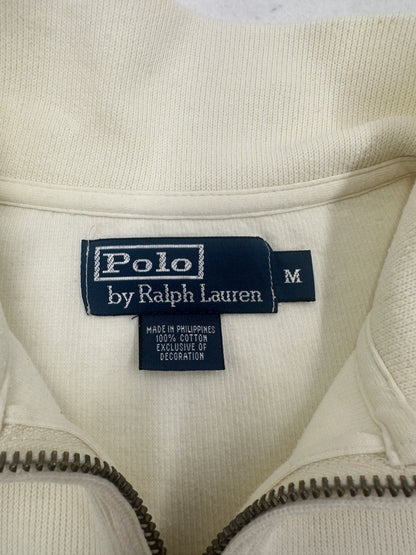 Polo
by Ralph Lauren
M
MADE IN PHILIPPINES
100% COTTON
EXCLUSIVE OF
DECORATION